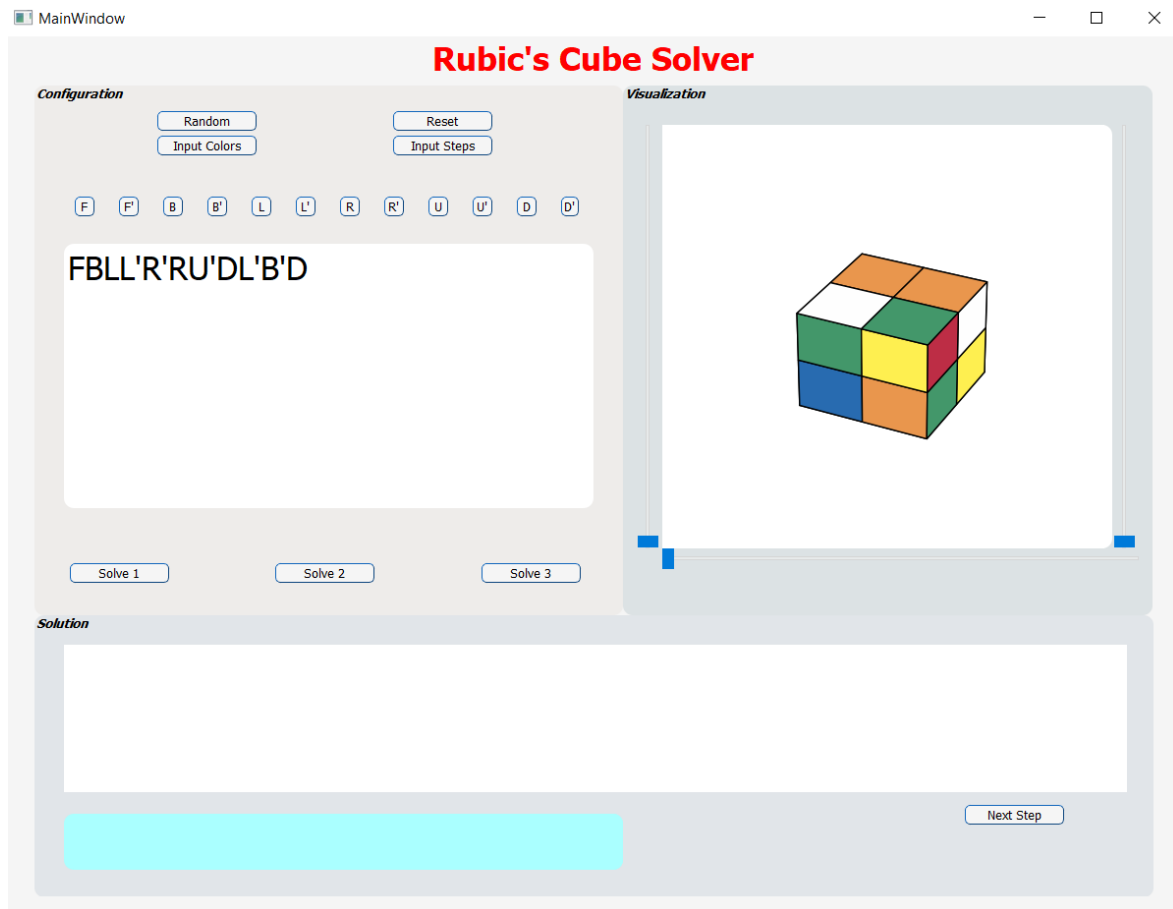 MainWindow
Rubic's Cube Solver
Configuration
Random
Reset
Input Colors
Input Steps
F F' B B' L L' R R' U U' D D'
FBLL'R'RU'DL'B'D
Solve 1
Solve 2
Solve 3
Visualization
Solution
Next Step